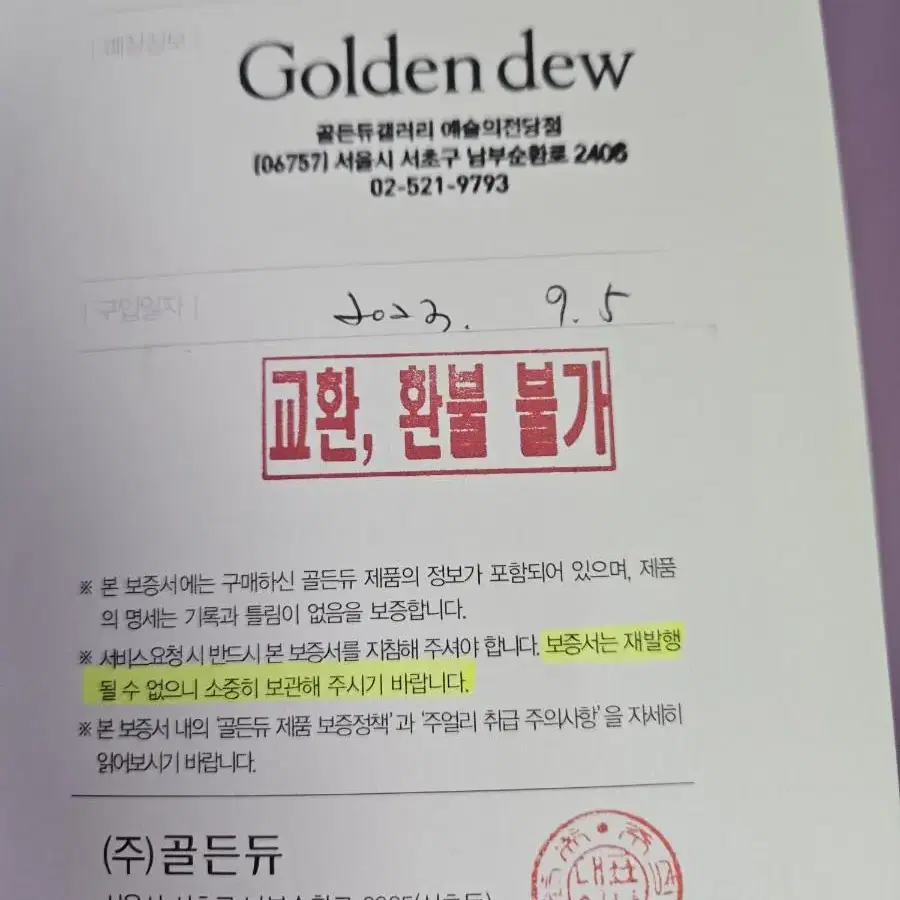 매장정보
Golden dew
골든듀갤러리 예술의전당점
(06757) 서울시 서초구 남부순환로 2406
02-521-9793
구입일자
2023. 9. 5
교환, 환불 불가
※ 본 보증서에는 구매하신 골든듀 제품의 정보가 포함되어 있으며, 제품
의 명세는 기록과 틀림이 없음을 보증합니다.
※ 서비스요청 시 반드시 본 보증서를 지참해 주셔야 합니다. 보증서는 재발행
될 수 없으니 소중히 보관해 주시기 바랍니다.
※ 본 보증서 내의 '골든듀 제품 보증정책' 과 '주얼리 취급 주의사항' 을 자세히
읽어보시기 바랍니다.
(주)골든듀